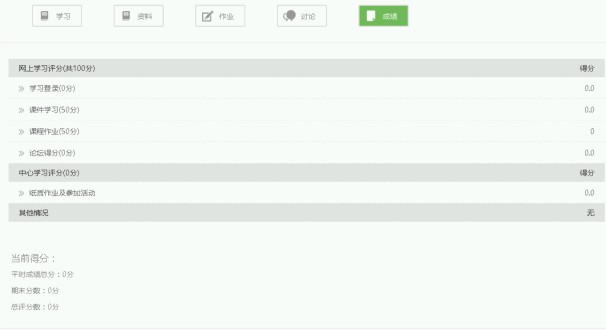 学习 资料 作业 讨论 成绩
网上学习评分(共100分) 得分
学习登录(0分) 0.0
课件学习(50分) 0.0
课程作业(50分) 0
论坛得分(0分) 0.0
中心学习评分(0分) 得分
纸质作业及参加活动 0.0
其他情况 无
当前得分：
平时成绩总分：0分
期末分数：0分
总评分数：0分